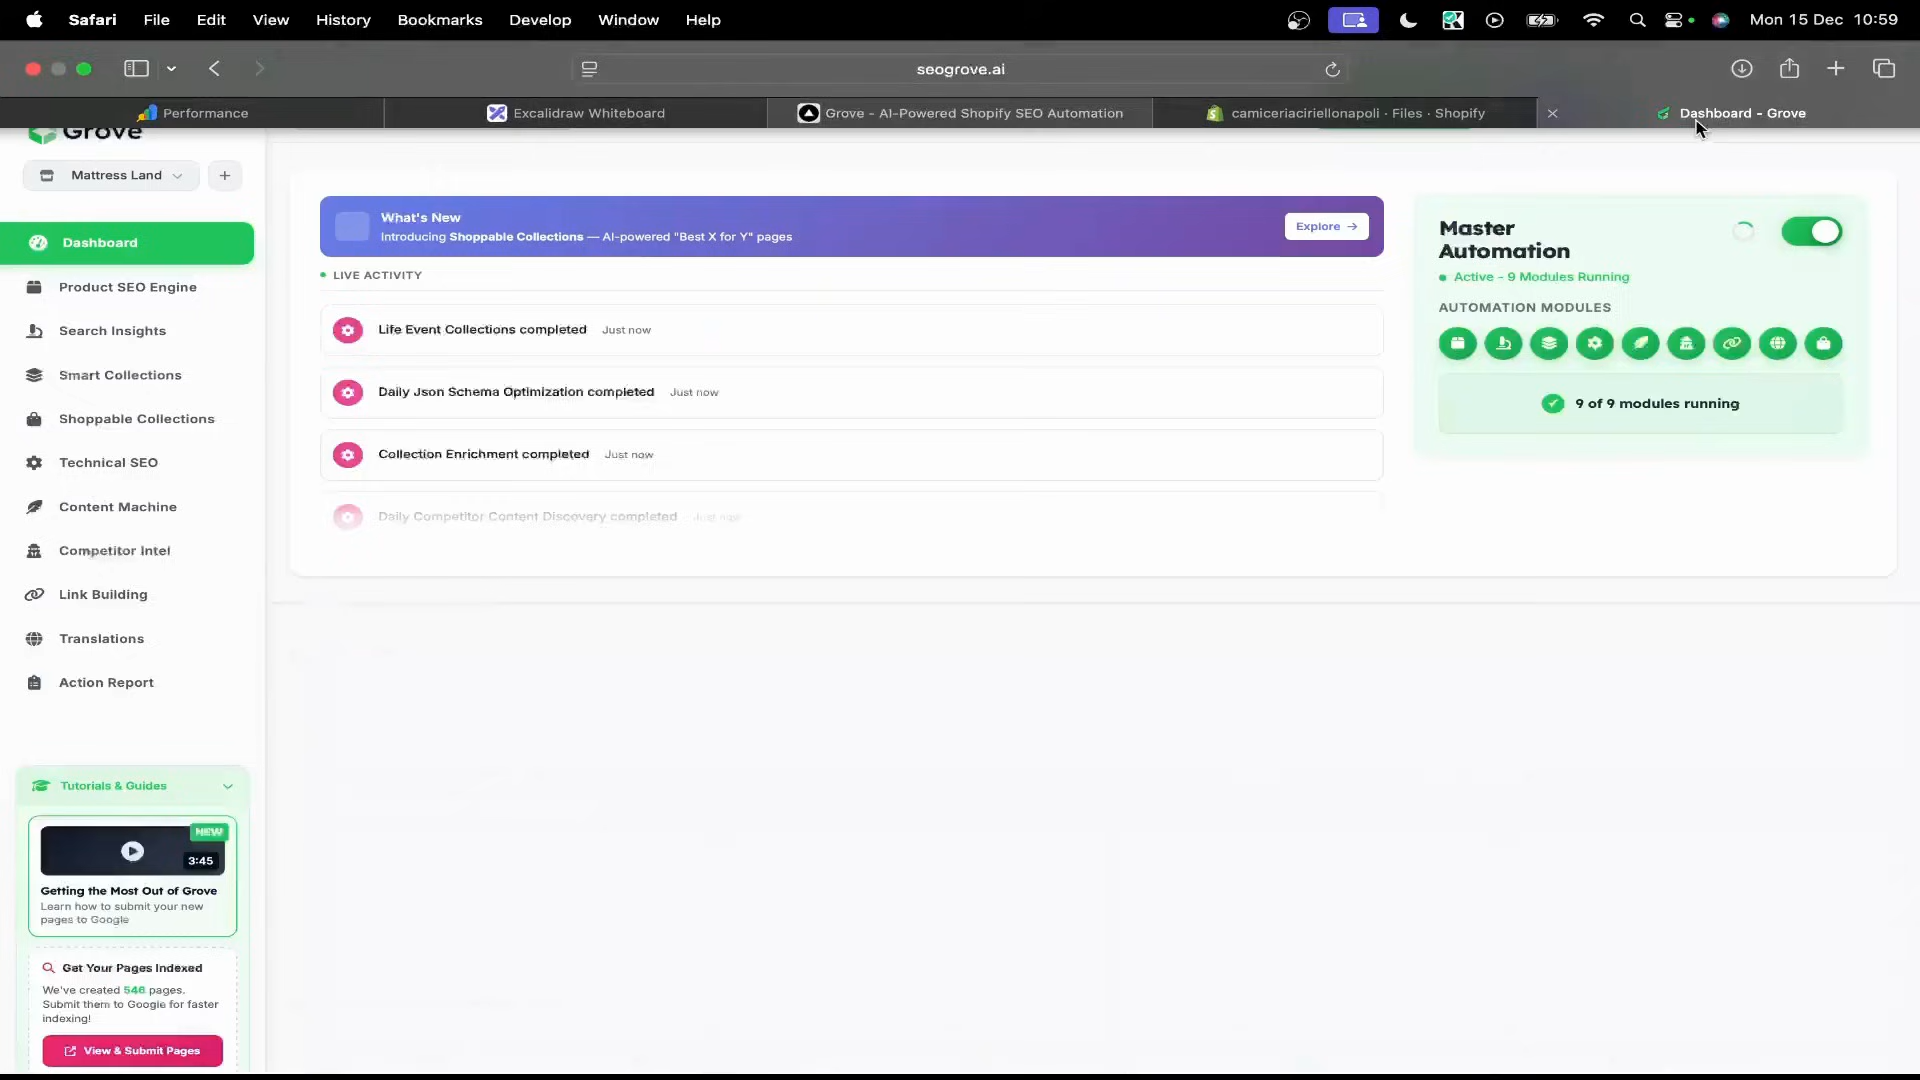 Safari File Edit View History Bookmarks Develop Window Help Mon 15 Dec 10:59
seogrove.ai
Performance Excalidraw Whiteboard Grove - AI-Powered Shopify SEO Automation camiceriaciriellonapoli · Files · Shopify Dashboard - Grove
Grove
Mattress Land
Dashboard
Product SEO Engine
Search Insights
Smart Collections
Shoppable Collections
Technical SEO
Content Machine
Competitor Intel
Link Building
Translations
Action Report
Tutorials & Guides
NEW
3:45
Getting the Most Out of Grove
Learn how to submit your new
pages to Google
Get Your Pages Indexed
We've created 546 pages.
Submit them to Google for faster
indexing!
View & Submit Pages
What's New
Introducing Shoppable Collections — AI-powered "Best X for Y" pages
Explore →
LIVE ACTIVITY
Life Event Collections completed Just now
Daily Json Schema Optimization completed Just now
Collection Enrichment completed Just now
Daily Competitor Content Discovery completed Just now
Master
Automation
Active - 9 Modules Running
AUTOMATION MODULES
9 of 9 modules running